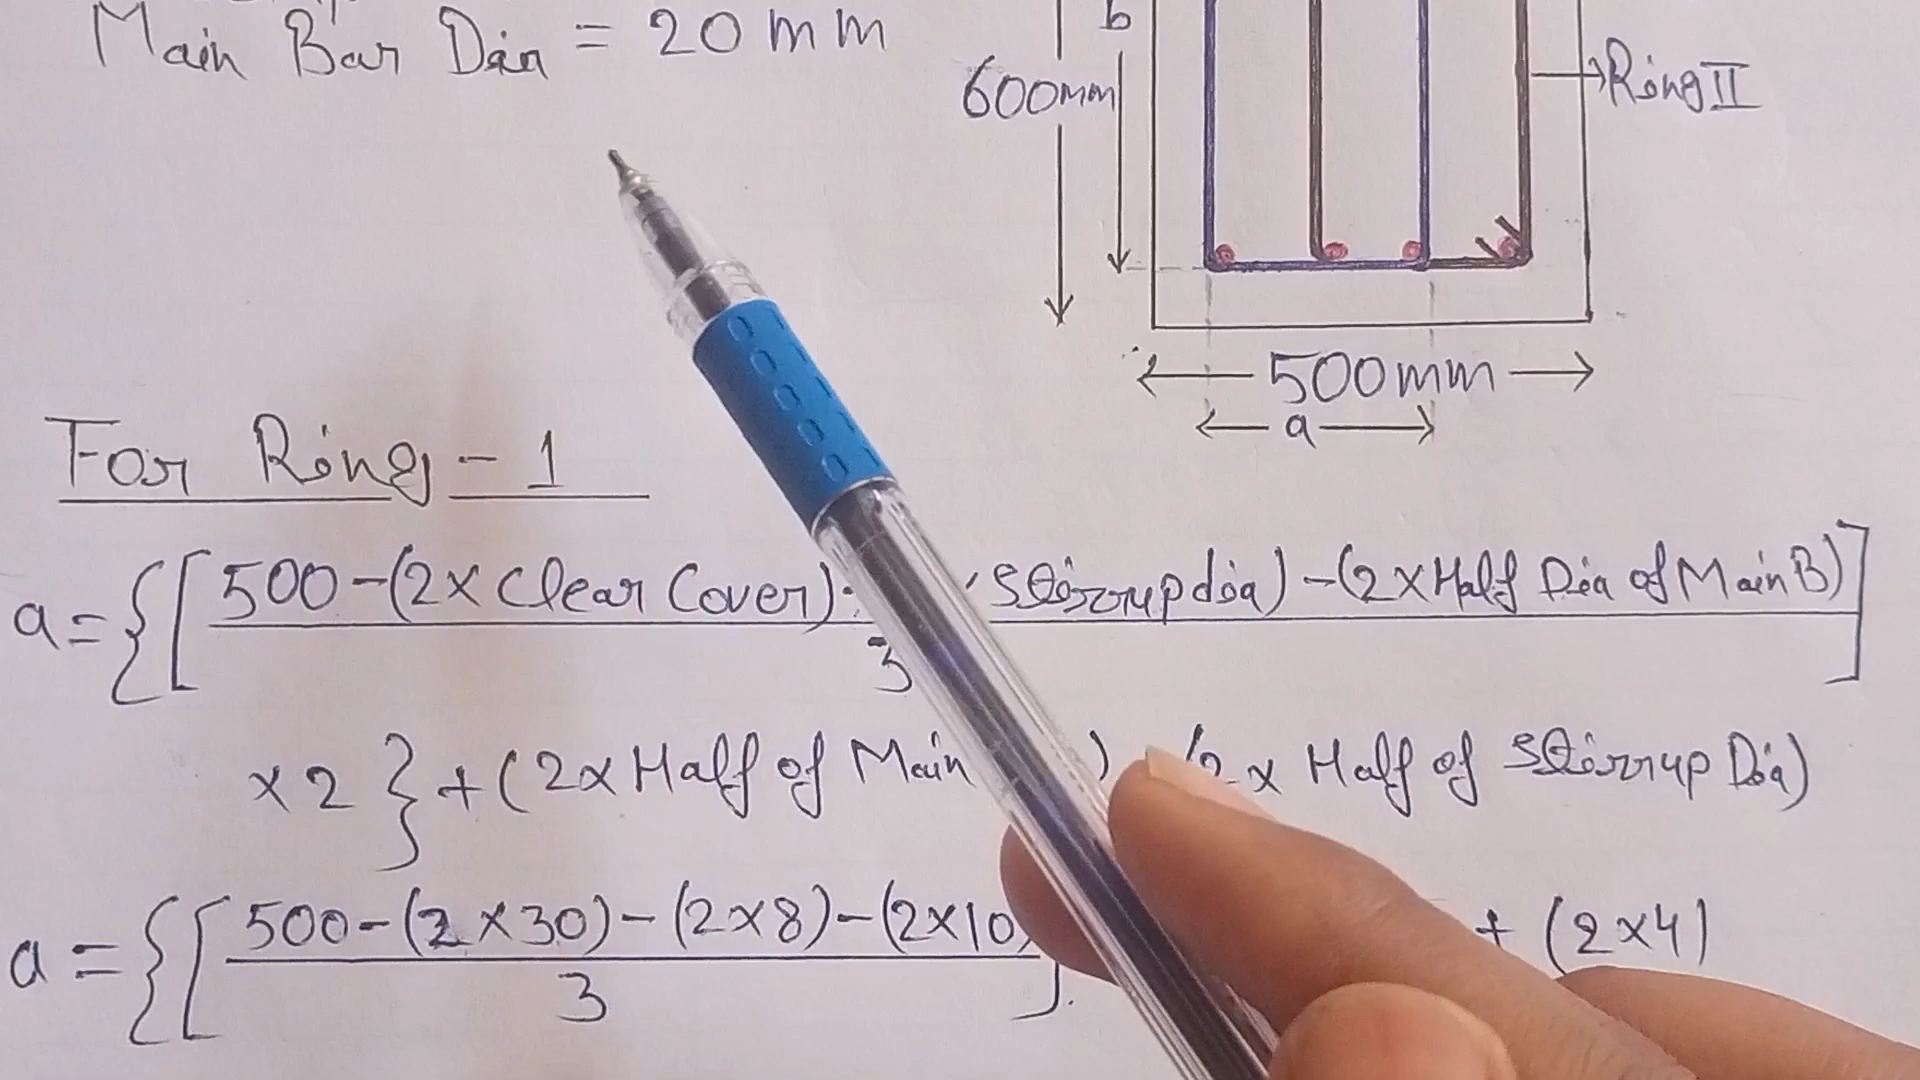 Main Bar Dia = 20 mm
b
600mm
Ring II
500mm
a
For Ring - 1
a = { [ 500 - (2 x Clear Cover) - Stirrup dia) - (2 x Half Dia of Main B) ]
3
x 2 } + (2 x Half of Main ) (2 x Half of Stirrup Dia)
a = { [ 500 - (2 x 30) - (2 x 8) - (2 x 10) ] + (2 x 4)
3